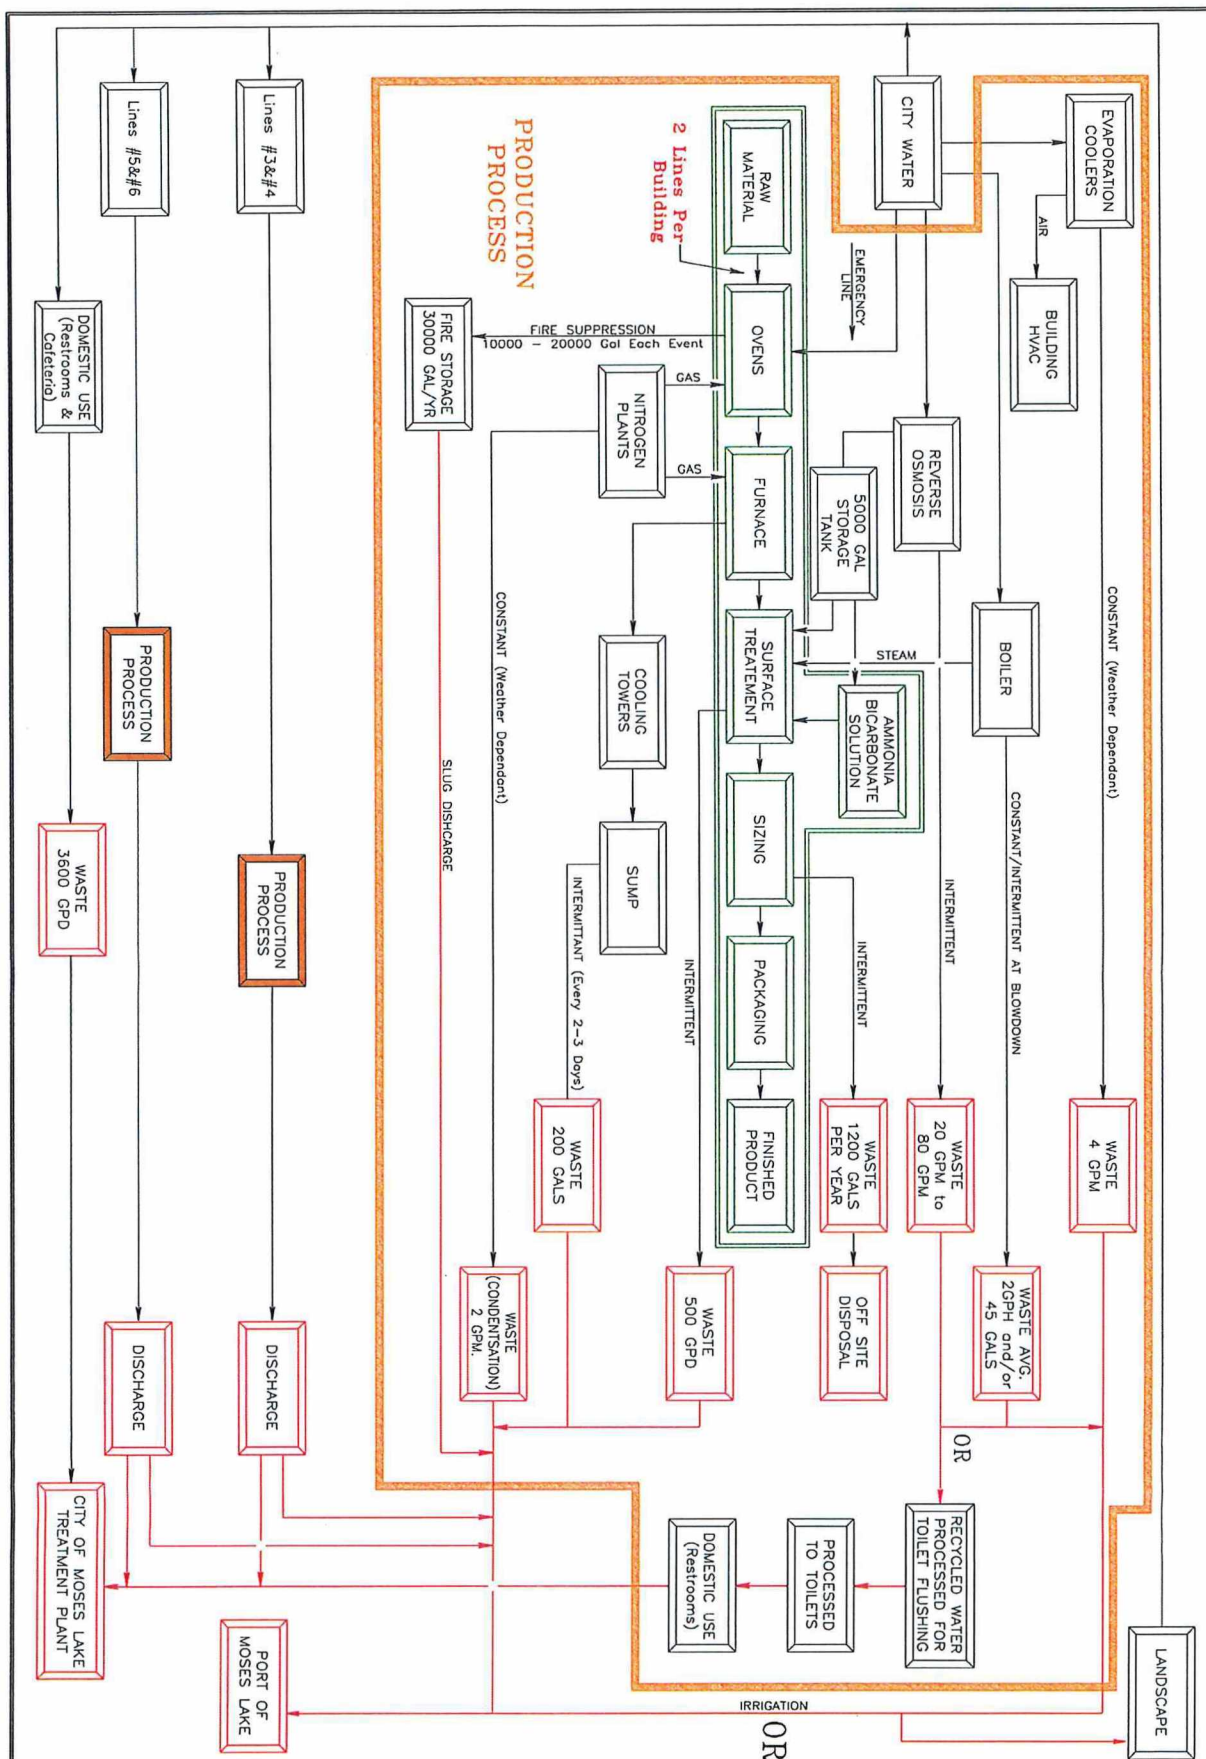 EVAPORATION
COOLERS
CITY WATER
AIR
BUILDING
HVAC
CONSTANT (Weather Dependant)
WASTE
4 GPM
LANDSCAPE
BOILER
STEAM
CONSTANT/INTERMITTENT AT BLOWDOWN
WASTE AVG.
2GPH and/or
45 GALS
REVERSE
OSMOSIS
INTERMITTENT
WASTE
20 GPM to
80 GPM
OR
RECYCLED WATER
PROCESSED FOR
TOILET FLUSHING
EMERGENCY
LINE
5000 GAL
STORAGE
TANK
AMMONIA
BICARBONATE
SOLUTION
INTERMITTENT
WASTE
1200 GALS
PER YEAR
OFF SITE
DISPOSAL
PROCESSED
TO TOILETS
RAW
MATERIAL
OVENS
FURNACE
SURFACE
TREATEMENT
SIZING
PACKAGING
FINISHED
PRODUCT
2 Lines Per
Building
GAS
GAS
INTERMITTENT
WASTE
500 GPD
DOMESTIC USE
(Restrooms)
IRRIGATION
OR
FIRE SUPPRESSION
10000 - 20000 Gal Each Event
NITROGEN
PLANTS
COOLING
TOWERS
SUMP
INTERMITTANT (Every 2-3 Days)
WASTE
200 GALS
PRODUCTION
PROCESS
CONSTANT (Weather Dependant)
WASTE
(CONDENTSATION)
2 GPM.
FIRE STORAGE
30000 GAL/YR
SLUG DISHCARGE
Lines #3&#4
PRODUCTION
PROCESS
DISCHARGE
PORT OF
MOSES LAKE
Lines #5&#6
PRODUCTION
PROCESS
DISCHARGE
DOMESTIC USE
(Restrooms &
Cafeteria)
WASTE
3600 GPD
CITY OF MOSES LAKE
TREATMENT PLANT